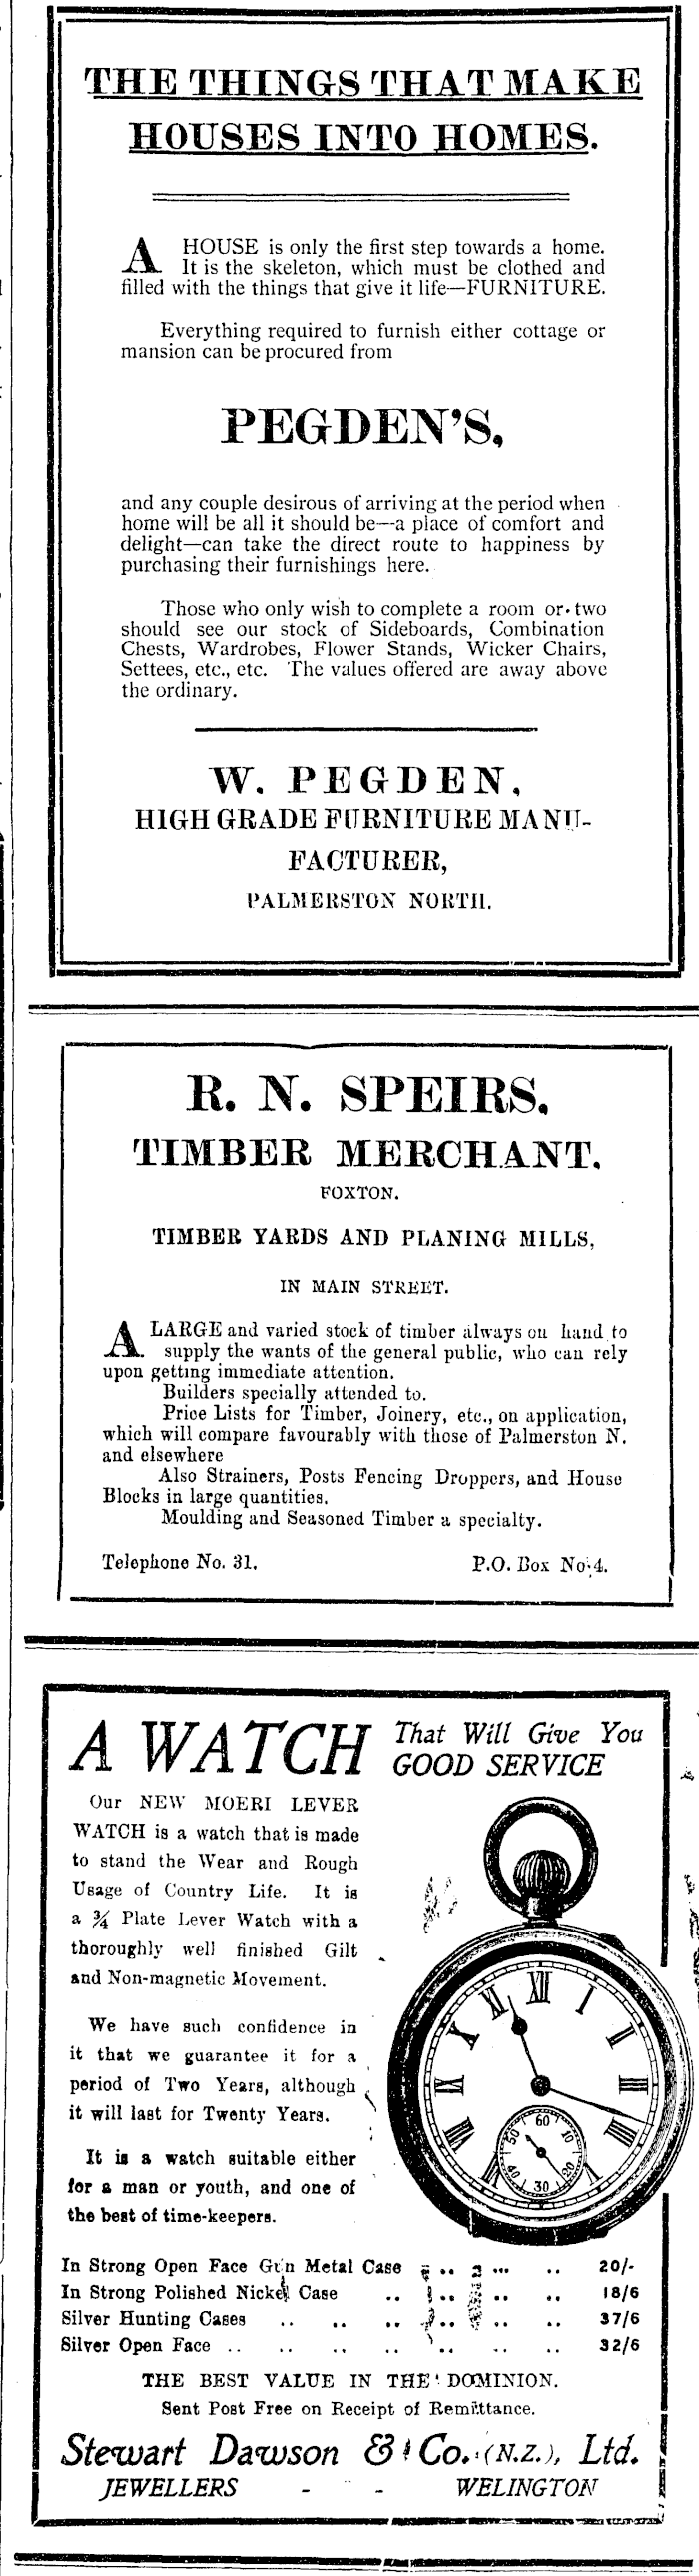 THE THINGS THAT MAKE
HOUSES INTO HOMES.
A HOUSE is only the first step towards a home.
It is the skeleton, which must be clothed and
filled with the things that give it life—FURNITURE.
Everything required to furnish either cottage or
mansion can be procured from
PEGDEN'S,
and any couple desirous of arriving at the period when
home will be all it should be—a place of comfort and
delight—can take the direct route to happiness by
purchasing their furnishings here.
Those who only wish to complete a room or two
should see our stock of Sideboards, Combination
Chests, Wardrobes, Flower Stands, Wicker Chairs,
Settees, etc., etc. The values offered are away above
the ordinary.
W. PEGDEN,
HIGH GRADE FURNITURE MANU-
FACTURER,
PALMERSTON NORTH.
R. N. SPEIRS.
TIMBER MERCHANT.
FOXTON.
TIMBER YARDS AND PLANING MILLS,
IN MAIN STREET.
A LARGE and varied stock of timber always on hand to
supply the wants of the general public, who can rely
upon getting immediate attention.
Builders specially attended to.
Price Lists for Timber, Joinery, etc., on application,
which will compare favourably with those of Palmerston N.
and elsewhere
Also Strainers, Posts Fencing Droppers, and House
Blocks in large quantities.
Moulding and Seasoned Timber a specialty.
Telephone No. 31. P.O. Box No. 4.
A WATCH That Will Give You
GOOD SERVICE
Our NEW MOERI LEVER
WATCH is a watch that is made
to stand the Wear and Rough
Usage of Country Life. It is
a ¾ Plate Lever Watch with a
thoroughly well finished Gilt
and Non-magnetic Movement.
We have such confidence in
it that we guarantee it for a
period of Two Years, although
it will last for Twenty Years.
It is a watch suitable either
for a man or youth, and one of
the best of time-keepers.
XII I II III IIII VIII IX X XI
60 10 20 30 40 50
In Strong Open Face Gun Metal Case .. .. .. 20/-
In Strong Polished Nickel Case .. .. .. .. 18/6
Silver Hunting Cases .. .. .. .. .. .. 37/6
Silver Open Face .. .. .. .. .. .. .. 32/6
THE BEST VALUE IN THE DOMINION.
Sent Post Free on Receipt of Remittance.
Stewart Dawson & Co. (N.Z.), Ltd.
JEWELLERS - - - WELINGTON